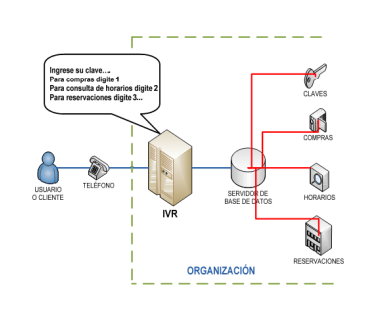 Ingrese su clave....
Para compras digite 1
Para consulta de horarios digite 2
Para reservaciones digite 3...
CLAVES
COMPRAS
USUARIO
O CLIENTE
TELÉFONO
IVR
SERVIDOR DE
BASE DE DATOS
HORARIOS
RESERVACIONES
ORGANIZACIÓN